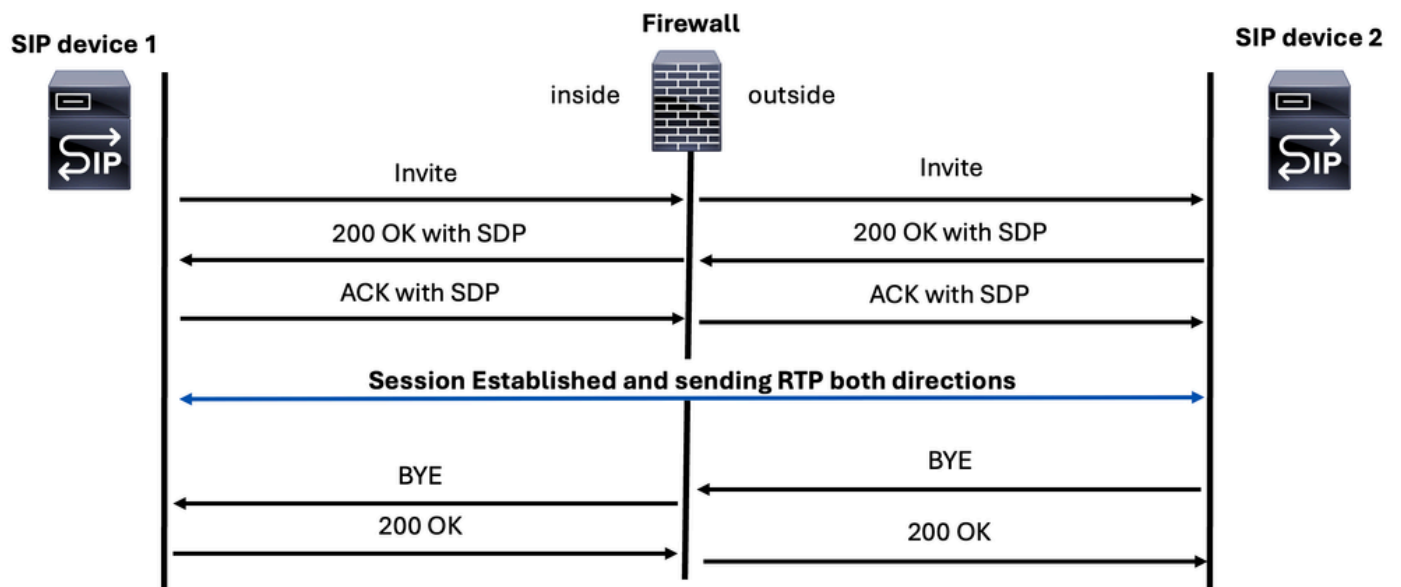 Firewall
SIP device 1
SIP device 2
inside
outside
SIP
SIP
Invite
Invite
200 OK with SDP
200 OK with SDP
ACK with SDP
ACK with SDP
Session Established and sending RTP both directions
BYE
BYE
200 OK
200 OK